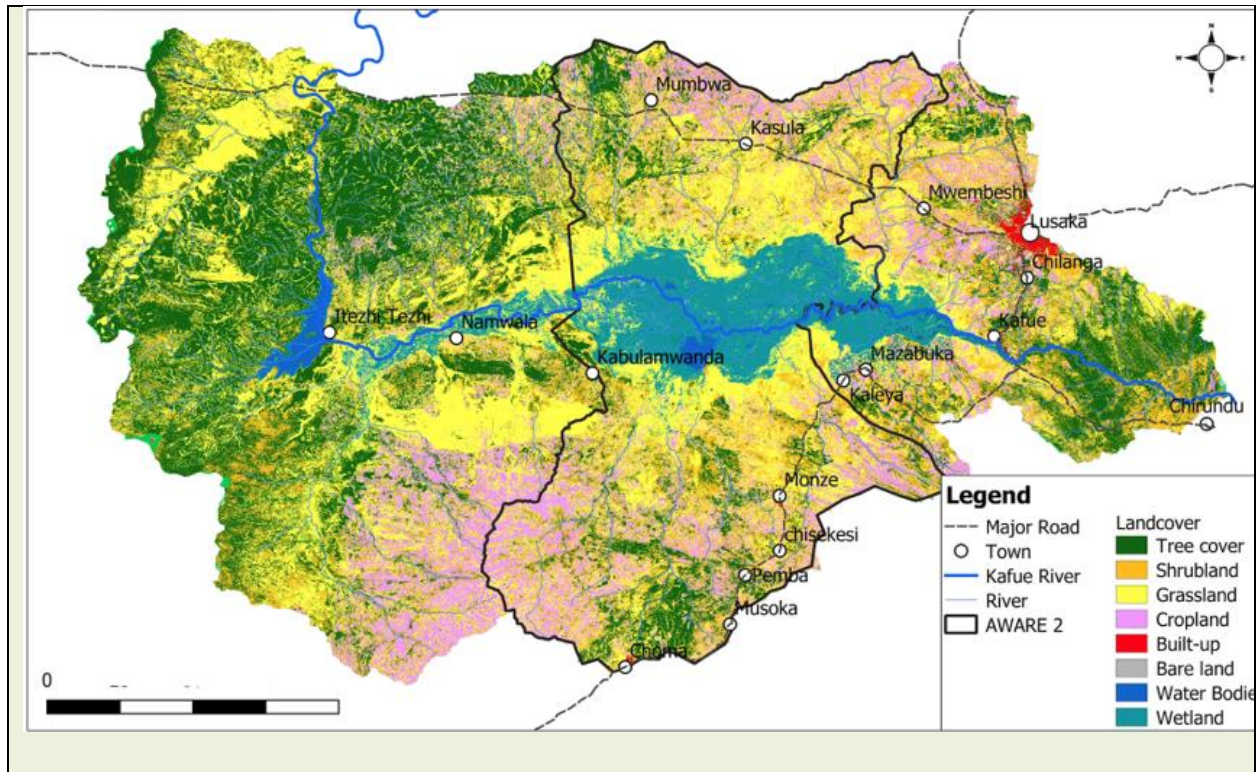 N
W E
S
Mumbwa
Kasula
Mwembeshi
Lusaka
Chilanga
Itezhi Tezhi
Namwala
Kafue
Mazabuka
Kabulamwanda
Kaleya
Chirundu
Monze
chisekesi
Pemba
Musoka
Choma
0
Legend
Major Road
Town
Kafue River
River
AWARE 2
Landcover
Tree cover
Shrubland
Grassland
Cropland
Built-up
Bare land
Water Bodie
Wetland